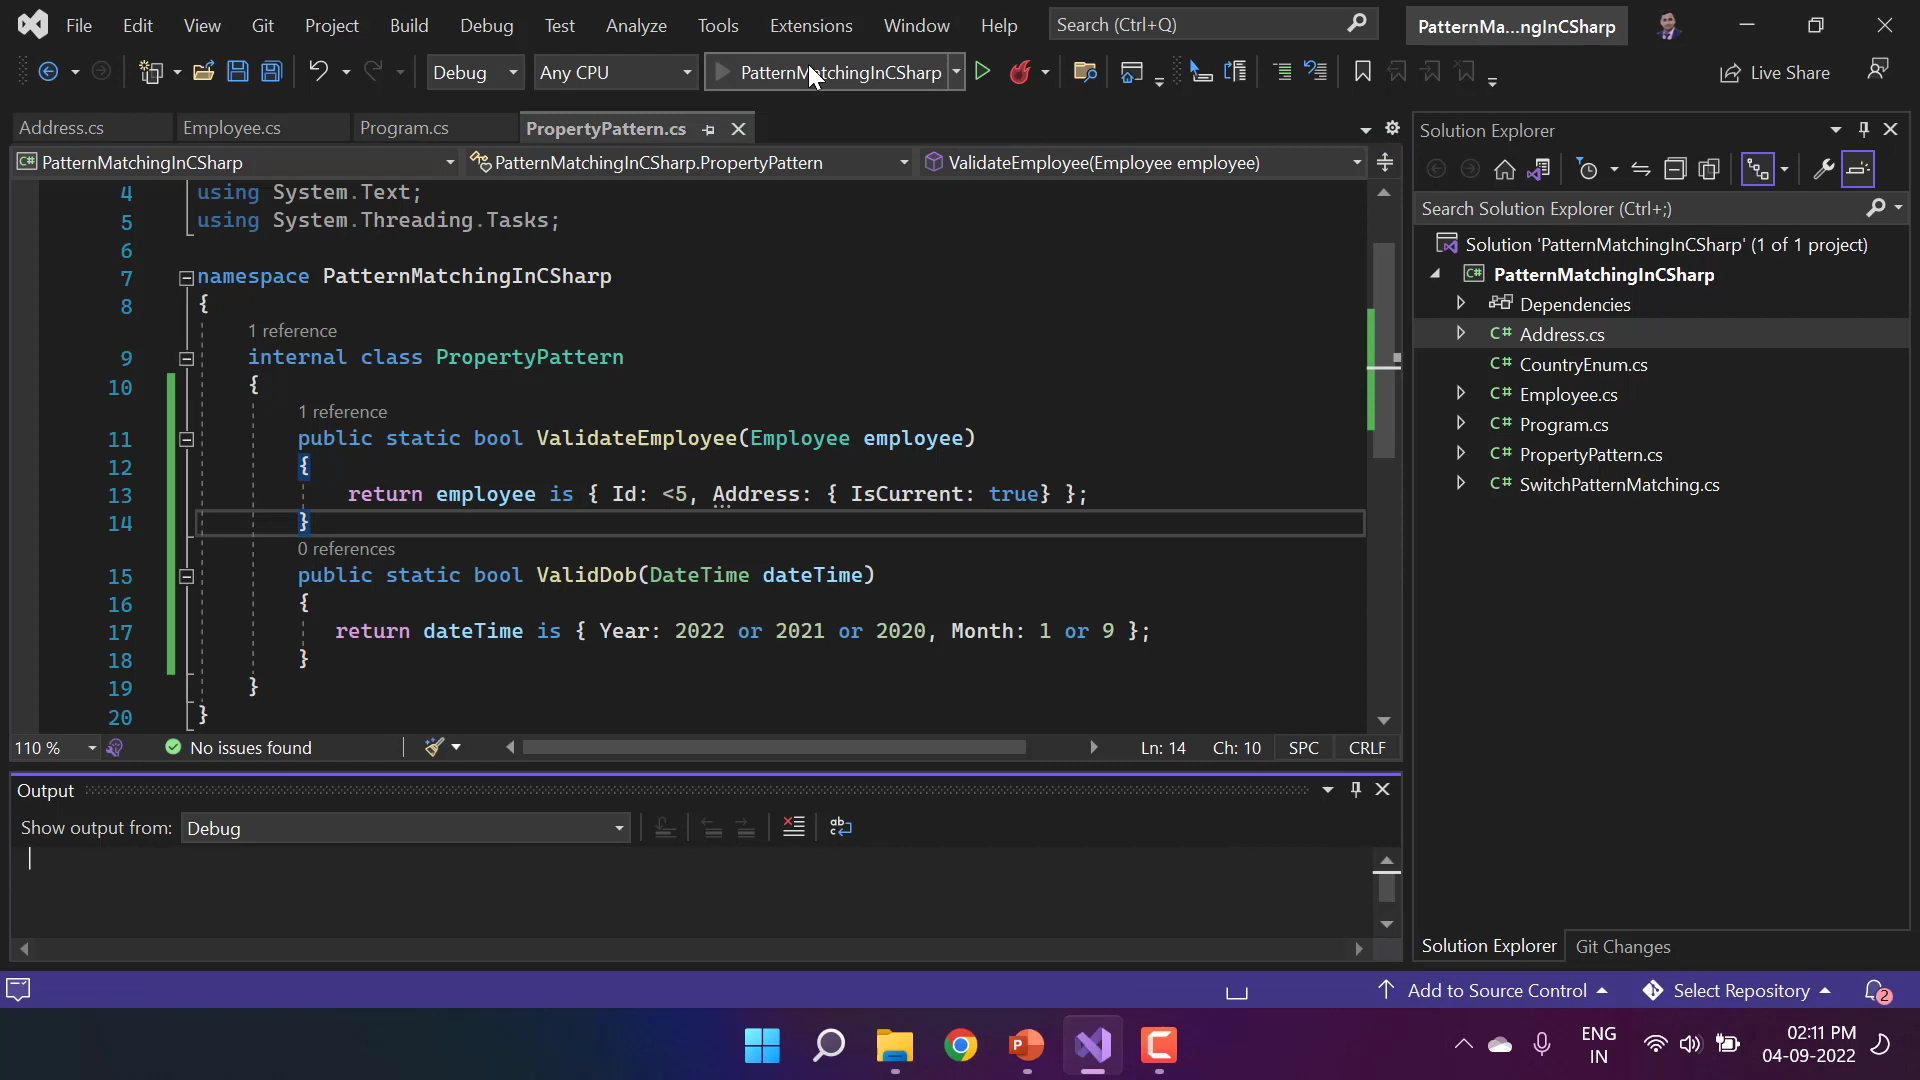 File Edit View Git Project Build Debug Test Analyze Tools Extensions Window Help Search (Ctrl+Q) PatternMa...ngInCSharp
Debug Any CPU PatternMatchingInCSharp Live Share
Address.cs Employee.cs Program.cs PropertyPattern.cs
PatternMatchingInCSharp PatternMatchingInCSharp.PropertyPattern ValidateEmployee(Employee employee)
4 using System.Text;
5 using System.Threading.Tasks;
6
7 namespace PatternMatchingInCSharp
8 {
1 reference
9 internal class PropertyPattern
10 {
1 reference
11 public static bool ValidateEmployee(Employee employee)
12 {
13 return employee is { Id: <5, Address: { IsCurrent: true} };
14 }
0 references
15 public static bool ValidDob(DateTime dateTime)
16 {
17 return dateTime is { Year: 2022 or 2021 or 2020, Month: 1 or 9 };
18 }
19 }
20 }
110 % No issues found Ln: 14 Ch: 10 SPC CRLF
Output
Show output from: Debug
Solution Explorer
Search Solution Explorer (Ctrl+;)
Solution 'PatternMatchingInCSharp' (1 of 1 project)
C# PatternMatchingInCSharp
Dependencies
C# Address.cs
C# CountryEnum.cs
C# Employee.cs
C# Program.cs
C# PropertyPattern.cs
C# SwitchPatternMatching.cs
Solution Explorer Git Changes
Add to Source Control Select Repository 2
ENG
IN
02:11 PM
04-09-2022